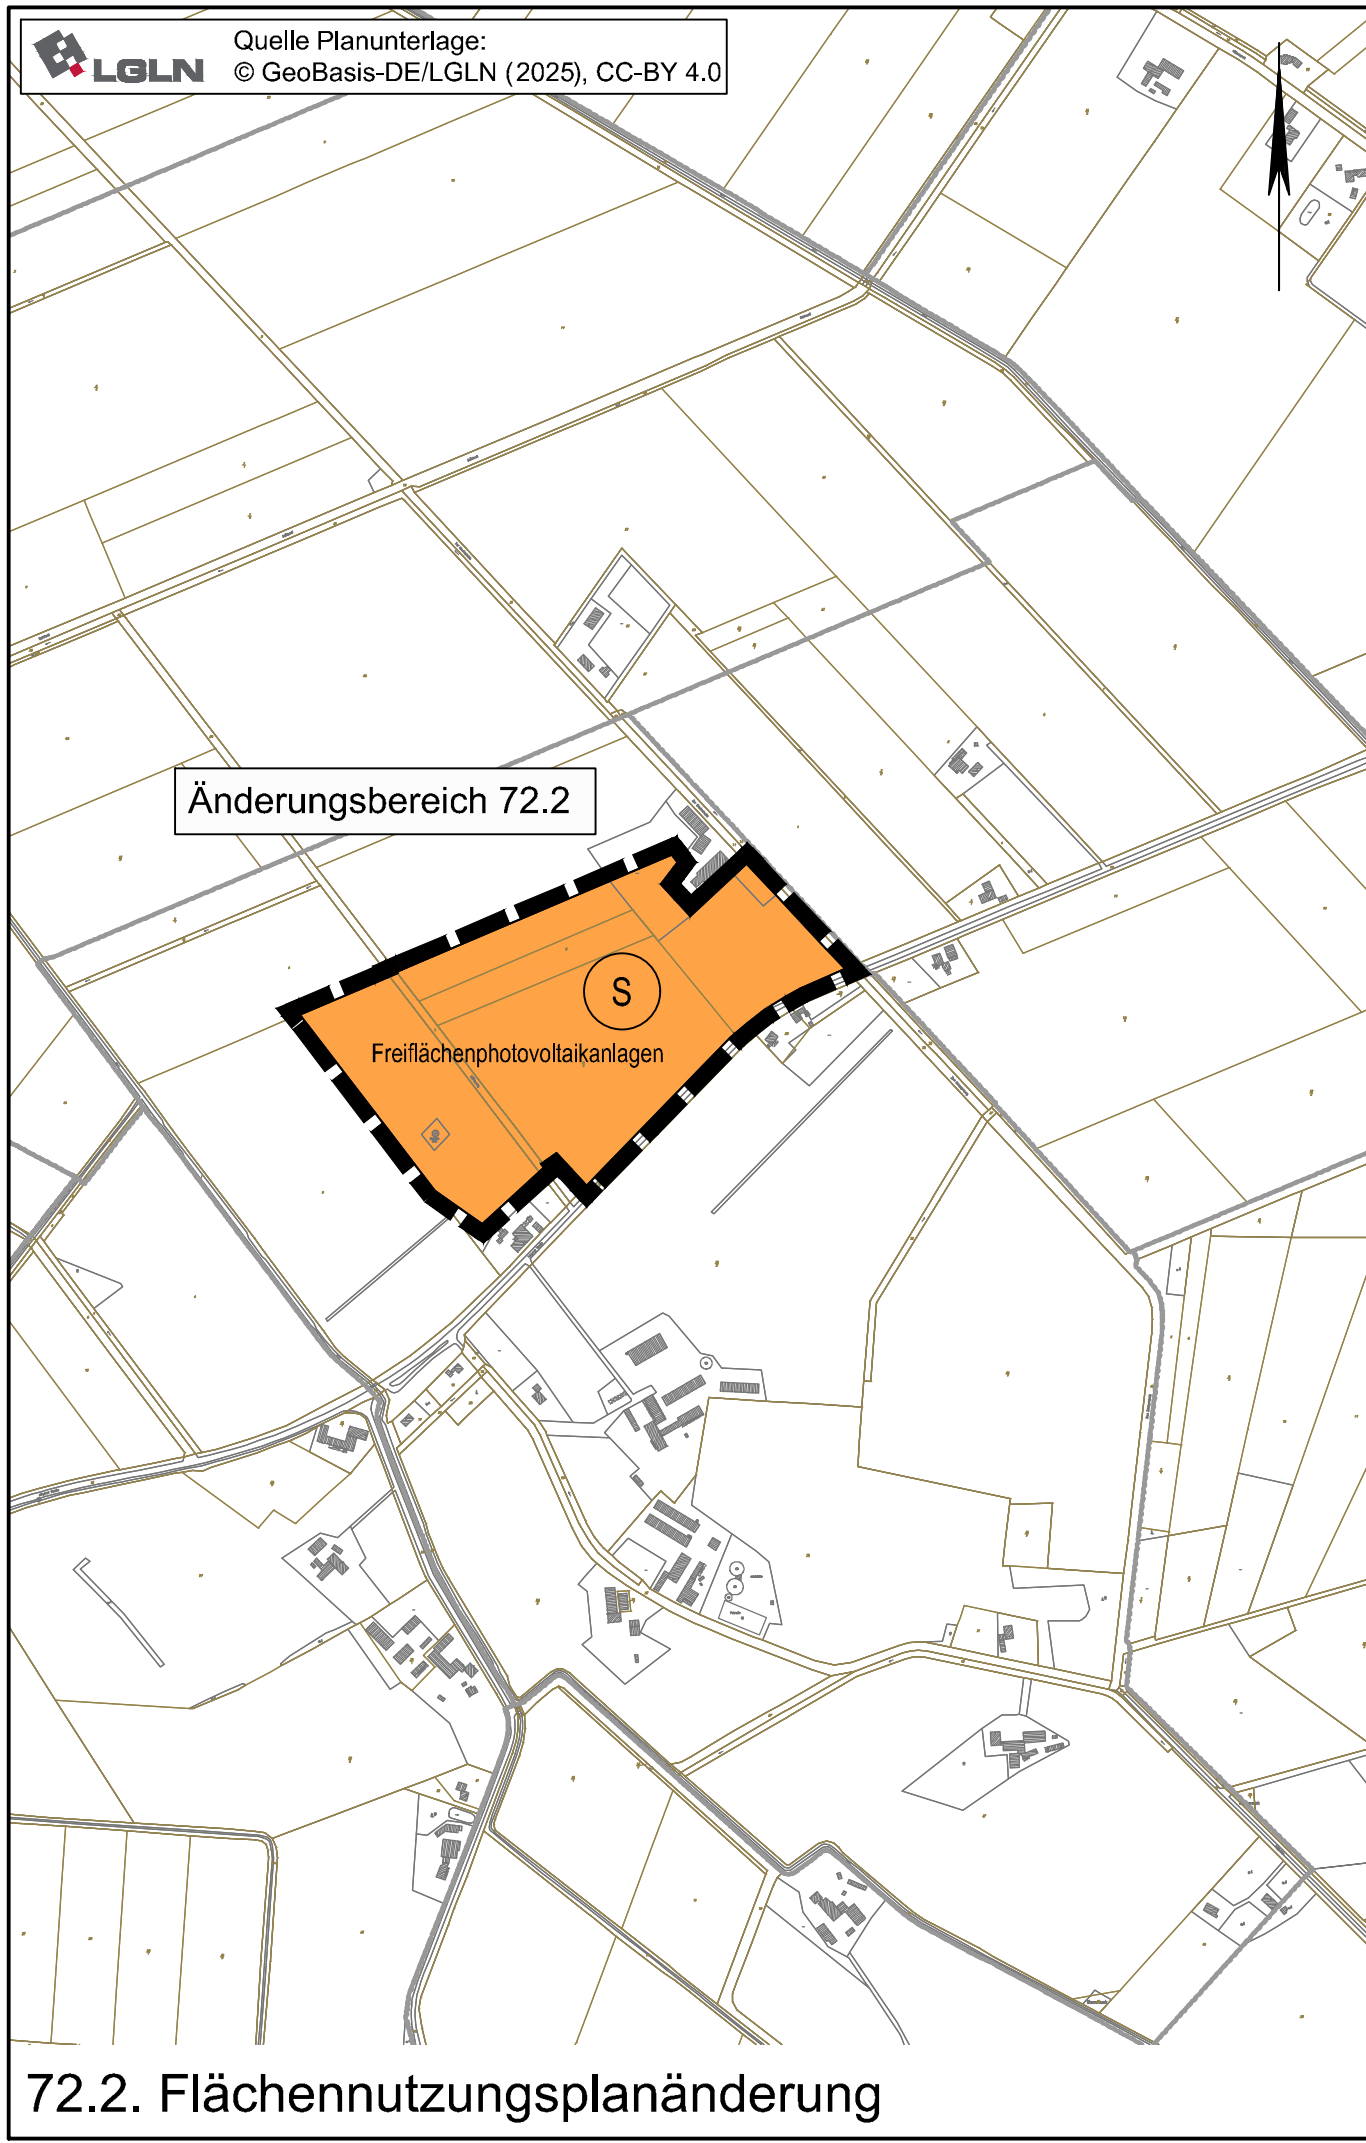 LGLN
Quelle Planunterlage:
© GeoBasis-DE/LGLN (2025), CC-BY 4.0
Änderungsbereich 72.2
S
Freiflächenphotovoltaikanlagen
72.2. Flächennutzungsplanänderung